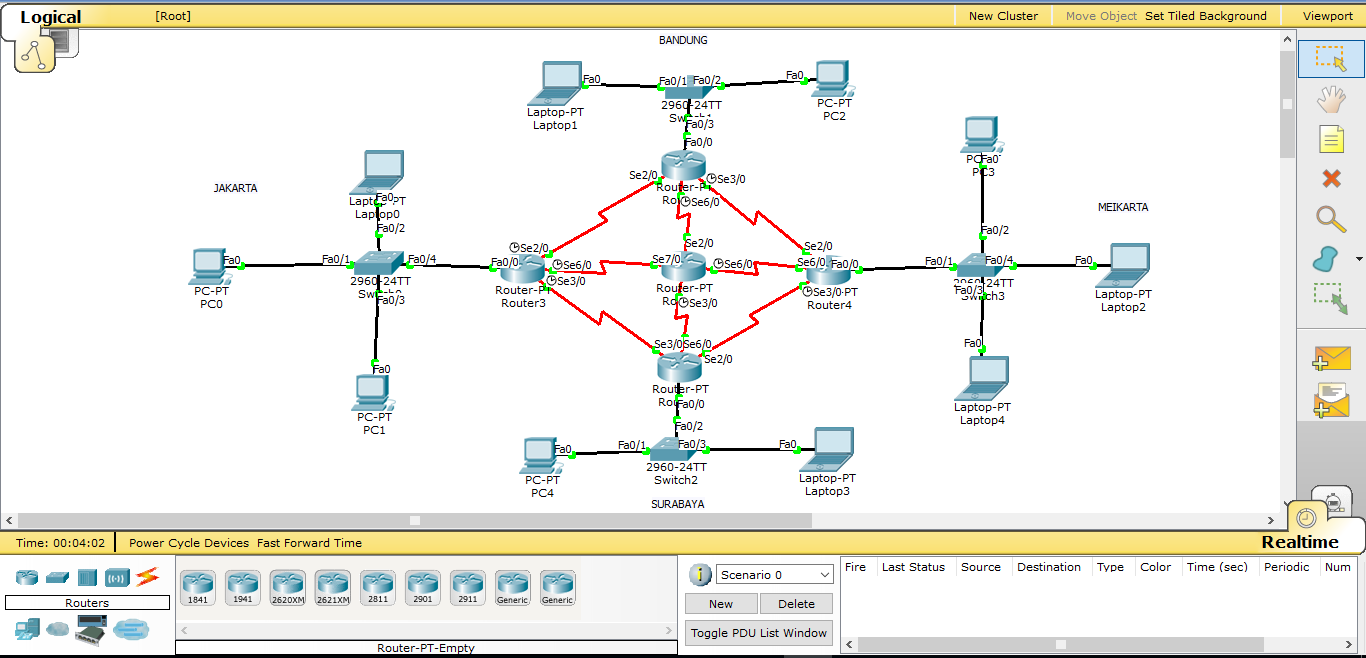 Logical
[Root]
New Cluster
Move Object
Set Tiled Background
Viewport
BANDUNG
Laptop-PT
Laptop1
Fa0
Fa0/1
Fa0/2
2960-24TT
Fa0/3
Fa0
PC-PT
PC2
Fa0/0
Se2/0
Se3/0
Se6/0
JAKARTA
Fa0
Laptop0
Fa0/2
PC-PT
PC0
Fa0
Fa0/1
Fa0/4
2960-24TT
Fa0/3
Fa0
PC-PT
PC1
Fa0/0
Se2/0
Se6/0
Se3/0
Router-PT
Router3
Se2/0
Se7/0
Se6/0
Router-PT
Se3/0
Se2/0
Se6/0
Fa0/0
Se3/0
Router4
MEIKARTA
Fa0
PC3
Fa0/2
Fa0/1
Fa0/4
2960-24TT
Fa0/3
Switch3
Fa0
Laptop-PT
Laptop2
Fa0
Laptop-PT
Laptop4
Se3/0
Se6/0
Se2/0
Router-PT
Fa0/0
Fa0/2
Fa0
PC-PT
PC4
Fa0/1
Fa0/3
2960-24TT
Switch2
Fa0
Laptop-PT
Laptop3
SURABAYA
Time: 00:04:02
Power Cycle Devices
Fast Forward Time
Realtime
Routers
1841
1941
2620XM
2621XM
2811
2901
2911
Generic
Generic
Router-PT-Empty
Scenario 0
New
Delete
Toggle PDU List Window
Fire
Last Status
Source
Destination
Type
Color
Time (sec)
Periodic
Num